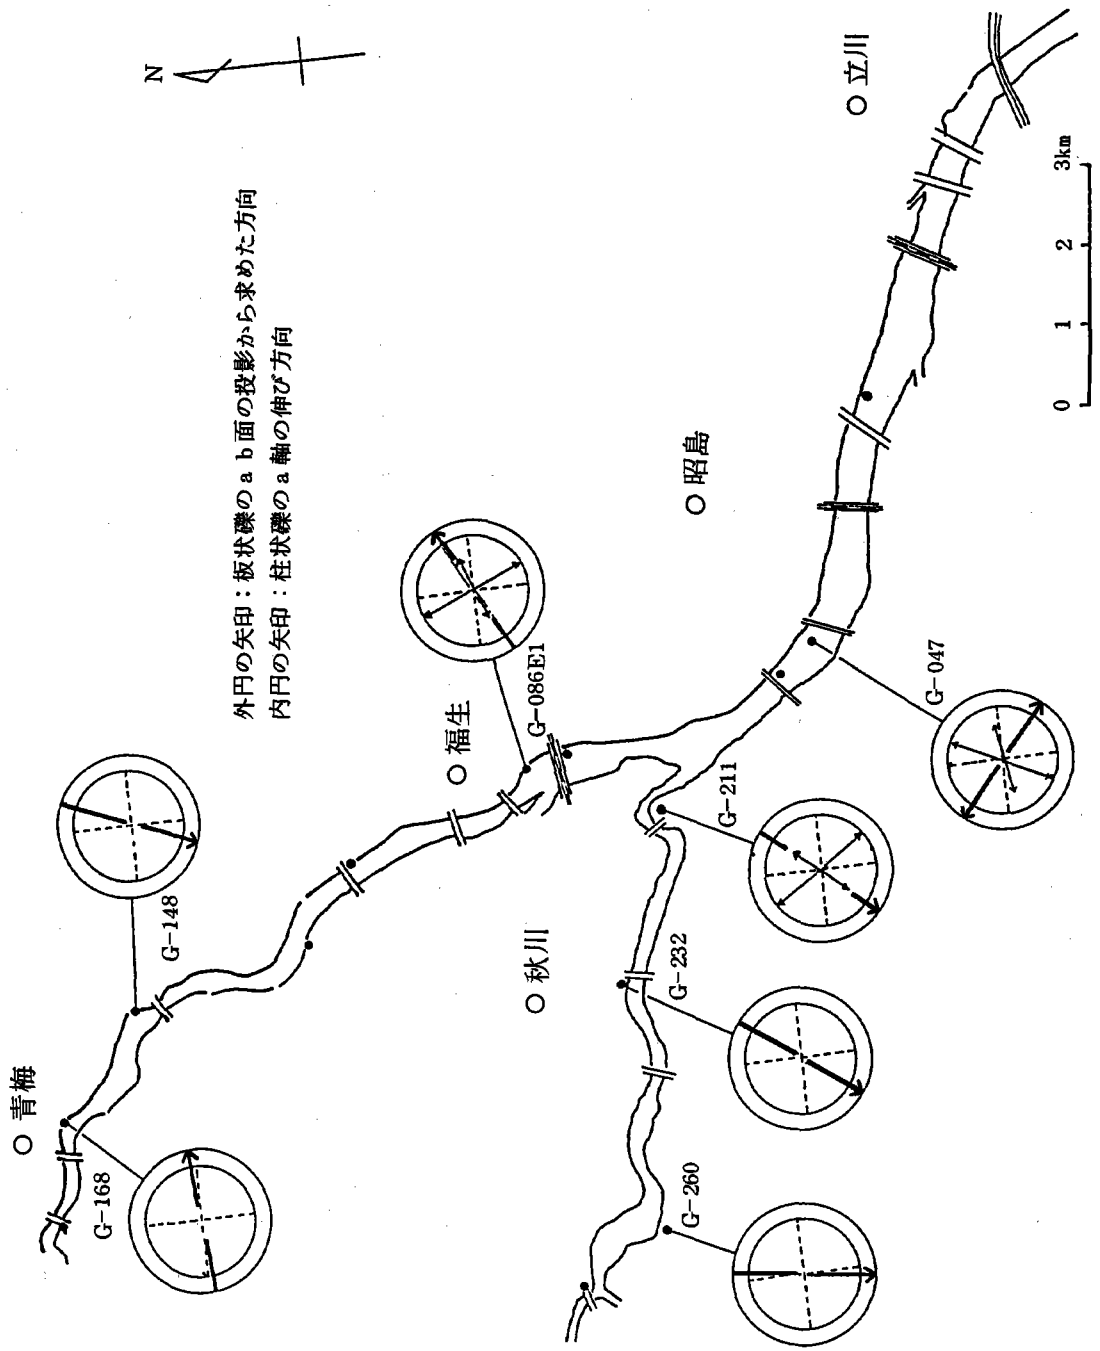 N
外円の矢印：板状礫のａｂ面の投影から求めた方向
内円の矢印：柱状礫のａ軸の伸び方向
青梅
G-168
G-148
福生
G-086E1
秋川
G-260
G-232
G-211
G-047
昭島
立川
0 1 2 3km